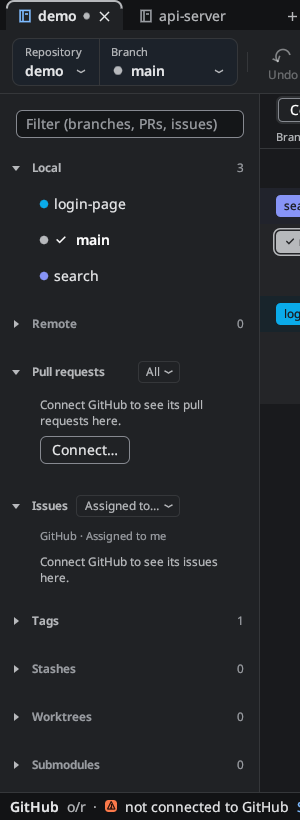 demo
api-server
+
Repository
demo
Branch
main
Undo
Filter (branches, PRs, issues)
Local 3
login-page
main
search
Remote 0
Pull requests All
Connect GitHub to see its pull
requests here.
Connect...
Issues Assigned to...
GitHub · Assigned to me
Connect GitHub to see its issues
here.
Tags 1
Stashes 0
Worktrees 0
Submodules 0
Bran
sea
log
GitHub o/r · not connected to GitHub